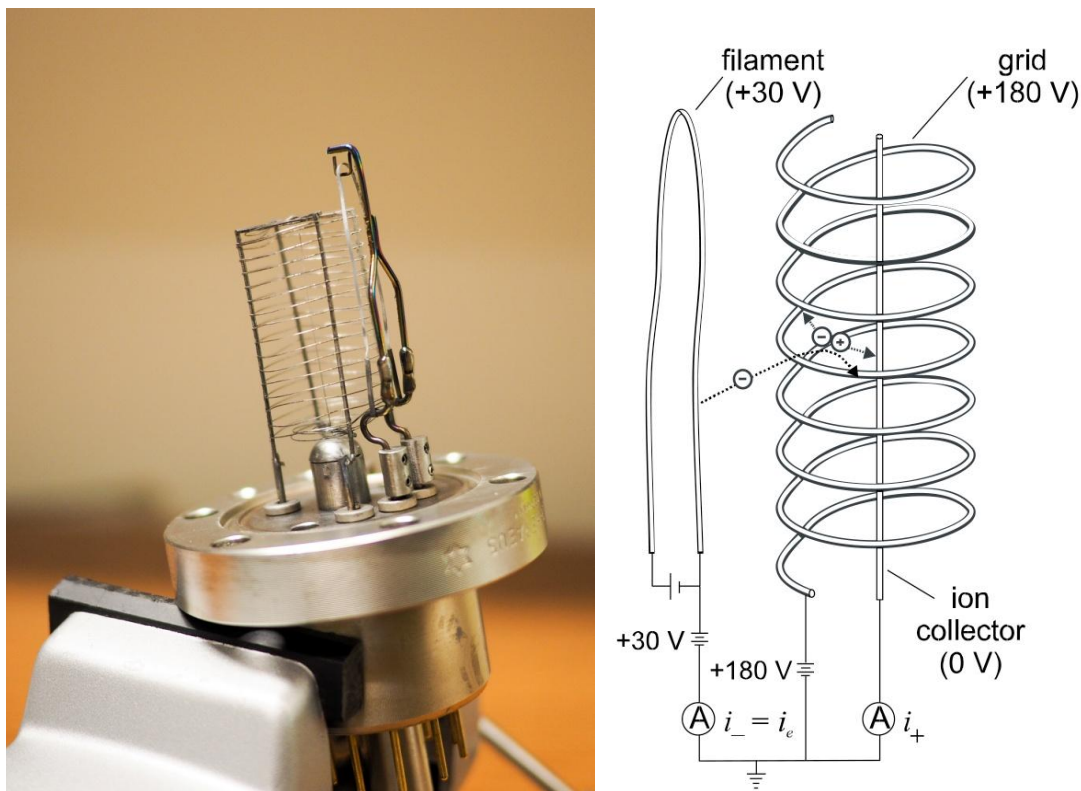 filament
(+30 V)
grid
(+180 V)
+30 V
+180 V
ion
collector
(0 V)
A
i_ = i_e
A
i_+